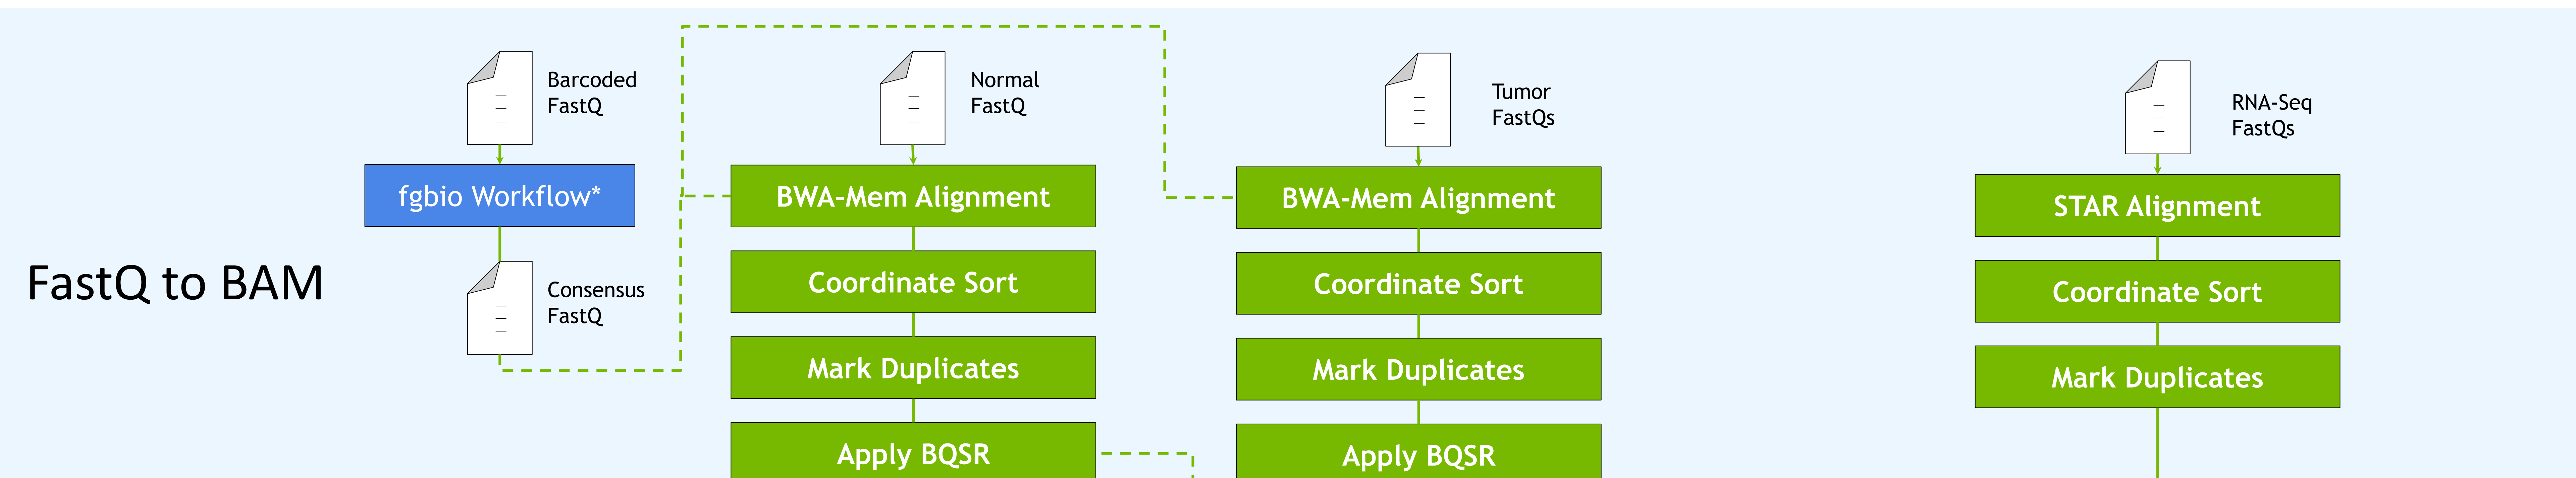 FastQ to BAM
Barcoded
FastQ
fgbio Workflow*
Consensus
FastQ
Normal
FastQ
BWA-Mem Alignment
Coordinate Sort
Mark Duplicates
Apply BQSR
Tumor
FastQs
BWA-Mem Alignment
Coordinate Sort
Mark Duplicates
Apply BQSR
RNA-Seq
FastQs
STAR Alignment
Coordinate Sort
Mark Duplicates